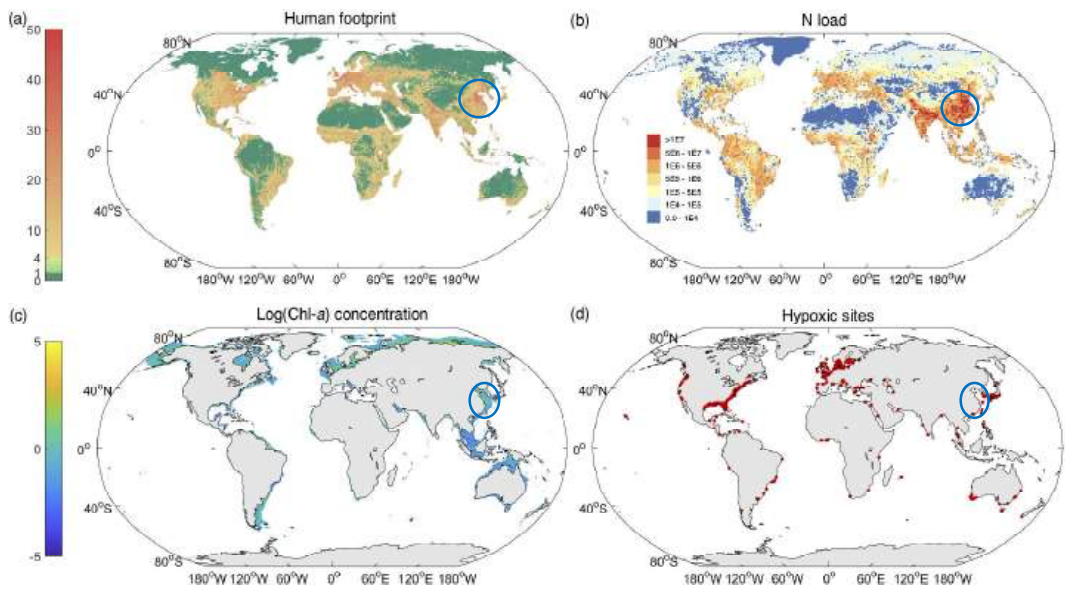 (a)
Human footprint
50
40
30
20
10
4
1
0
80°N
40°N
0°
40°S
80°S
180°W 120°W 60°W 0° 60°E 120°E 180°W
(b)
N load
80°N
40°N
0°
40°S
80°S
>1E7
5E6 - 1E7
1E6 - 5E6
5E5 - 1E6
1E5 - 5E5
1E4 - 1E5
0.0 - 1E4
180°W 120°W 60°W 0° 60°E 120°E 180°W
(c)
Log(Chl-a) concentration
5
0
-5
80°N
40°N
0°
40°S
80°S
180°W 120°W 60°W 0° 60°E 120°E 180°W
(d)
Hypoxic sites
80°N
40°N
0°
40°S
80°S
180°W 120°W 60°W 0° 60°E 120°E 180°W